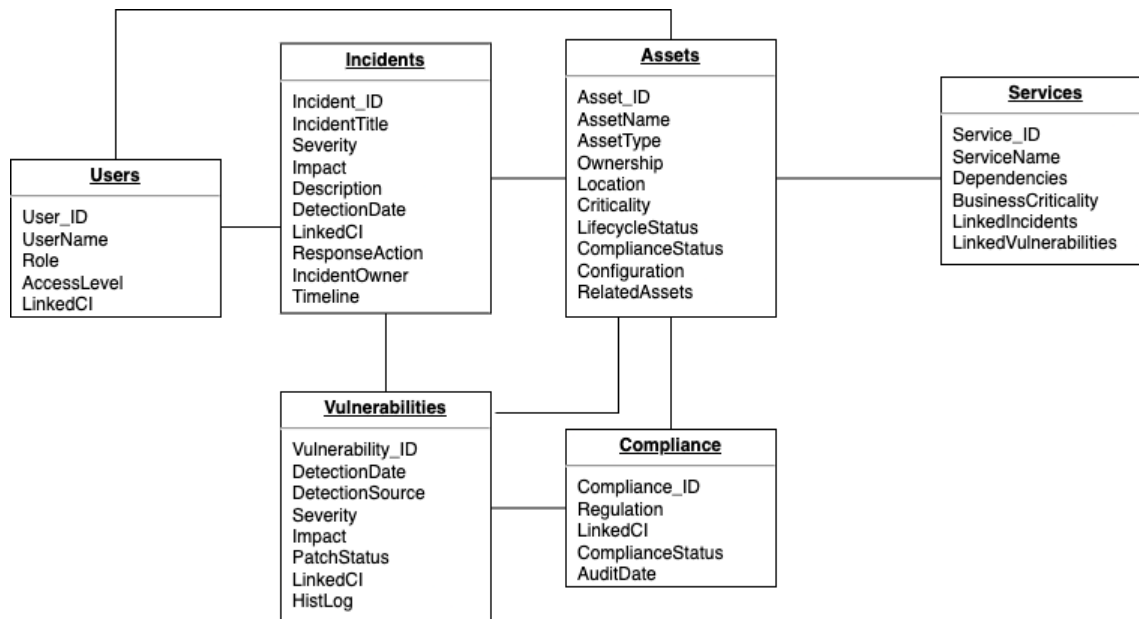 Users
User_ID
UserName
Role
AccessLevel
LinkedCI
Incidents
Incident_ID
IncidentTitle
Severity
Impact
Description
DetectionDate
LinkedCI
ResponseAction
IncidentOwner
Timeline
Assets
Asset_ID
AssetName
AssetType
Ownership
Location
Criticality
LifecycleStatus
ComplianceStatus
Configuration
RelatedAssets
Services
Service_ID
ServiceName
Dependencies
BusinessCriticality
LinkedIncidents
LinkedVulnerabilities
Vulnerabilities
Vulnerability_ID
DetectionDate
DetectionSource
Severity
Impact
PatchStatus
LinkedCI
HistLog
Compliance
Compliance_ID
Regulation
LinkedCI
ComplianceStatus
AuditDate